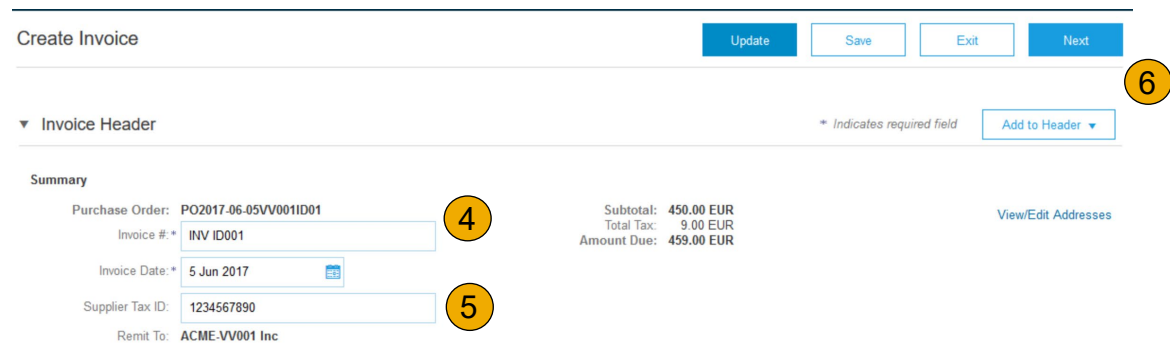 Create Invoice Update Save Exit Next
6
Invoice Header * Indicates required field Add to Header
Summary
Purchase Order: PO2017-06-05VV001ID01 4 Subtotal: 450.00 EUR View/Edit Addresses
Invoice #:* INV ID001 Total Tax: 9.00 EUR
Amount Due: 459.00 EUR
Invoice Date:* 5 Jun 2017
Supplier Tax ID: 1234567890 5
Remit To: ACME-VV001 Inc